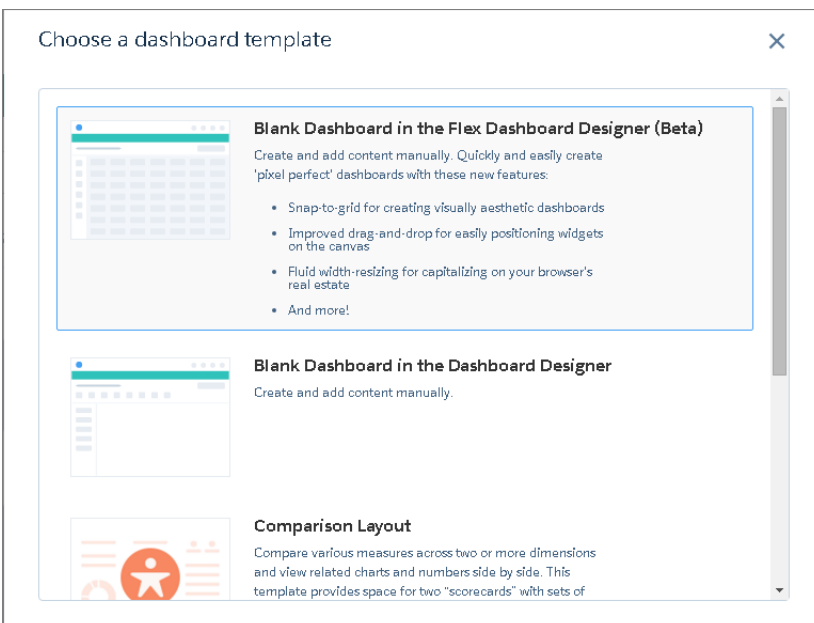 Choose a dashboard template
Blank Dashboard in the Flex Dashboard Designer (Beta)
Create and add content manually. Quickly and easily create
'pixel perfect' dashboards with these new features:
• Snap-to-grid for creating visually aesthetic dashboards
• Improved drag-and-drop for easily positioning widgets
on the canvas
• Fluid width-resizing for capitalizing on your browser's
real estate
• And more!
Blank Dashboard in the Dashboard Designer
Create and add content manually.
Comparison Layout
Compare various measures across two or more dimensions
and view related charts and numbers side by side. This
template provides space for two "scorecards" with sets of